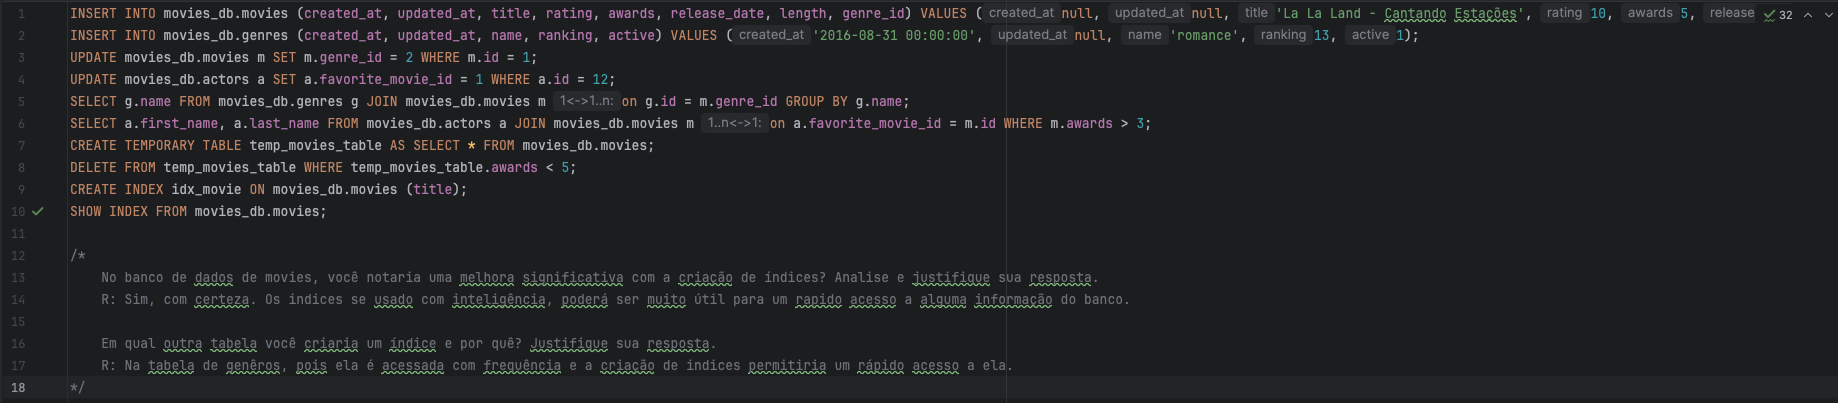 1 INSERT INTO movies_db.movies (created_at, updated_at, title, rating, awards, release_date, length, genre_id) VALUES ( created_at null, updated_at null, title 'La La Land - Cantando Estações', rating 10, awards 5, release 32
2 INSERT INTO movies_db.genres (created_at, updated_at, name, ranking, active) VALUES ( created_at '2016-08-31 00:00:00', updated_at null, name 'romance', ranking 13, active 1);
3 UPDATE movies_db.movies m SET m.genre_id = 2 WHERE m.id = 1;
4 UPDATE movies_db.actors a SET a.favorite_movie_id = 1 WHERE a.id = 12;
5 SELECT g.name FROM movies_db.genres g JOIN movies_db.movies m 1<->1..n: on g.id = m.genre_id GROUP BY g.name;
6 SELECT a.first_name, a.last_name FROM movies_db.actors a JOIN movies_db.movies m 1..n<->1: on a.favorite_movie_id = m.id WHERE m.awards > 3;
7 CREATE TEMPORARY TABLE temp_movies_table AS SELECT * FROM movies_db.movies;
8 DELETE FROM temp_movies_table WHERE temp_movies_table.awards < 5;
9 CREATE INDEX idx_movie ON movies_db.movies (title);
10 SHOW INDEX FROM movies_db.movies;
11
12 /*
13 No banco de dados de movies, você notaria uma melhora significativa com a criação de índices? Analise e justifique sua resposta.
14 R: Sim, com certeza. Os indices se usado com inteligência, poderá ser muito útil para um rapido acesso a alguma informação do banco.
15
16 Em qual outra tabela você criaria um índice e por quê? Justifique sua resposta.
17 R: Na tabela de genêros, pois ela é acessada com frequência e a criação de indices permitiria um rápido acesso a ela.
18 */